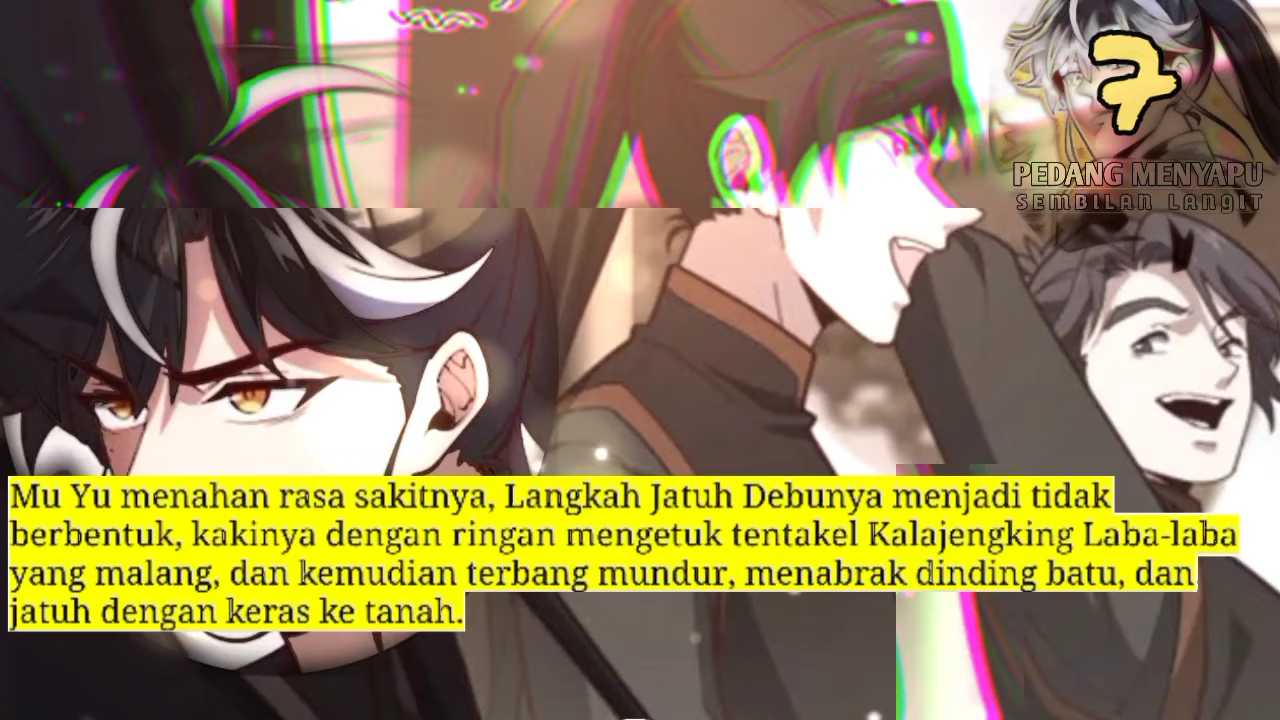 7
PEDANG MENYAPU
SEMBILAN LANGIT
Mu Yu menahan rasa sakitnya, Langkah Jatuh Debunya menjadi tidak
berbentuk, kakinya dengan ringan mengetuk tentakel Kalajengking Laba-laba
yang malang, dan kemudian terbang mundur, menabrak dinding batu, dan
jatuh dengan keras ke tanah.